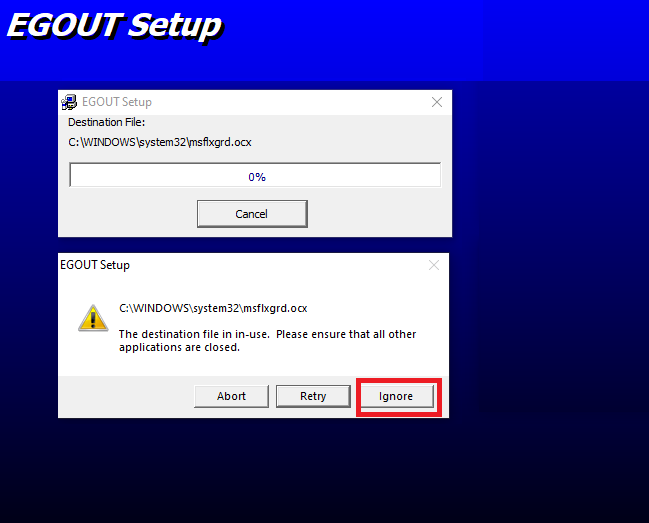 EGOUT Setup
EGOUT Setup
Destination File:
C:\WINDOWS\system32\msflxgrd.ocx
0%
Cancel
EGOUT Setup
C:\WINDOWS\system32\msflxgrd.ocx
The destination file in in-use.  Please ensure that all other
applications are closed.
Abort Retry Ignore